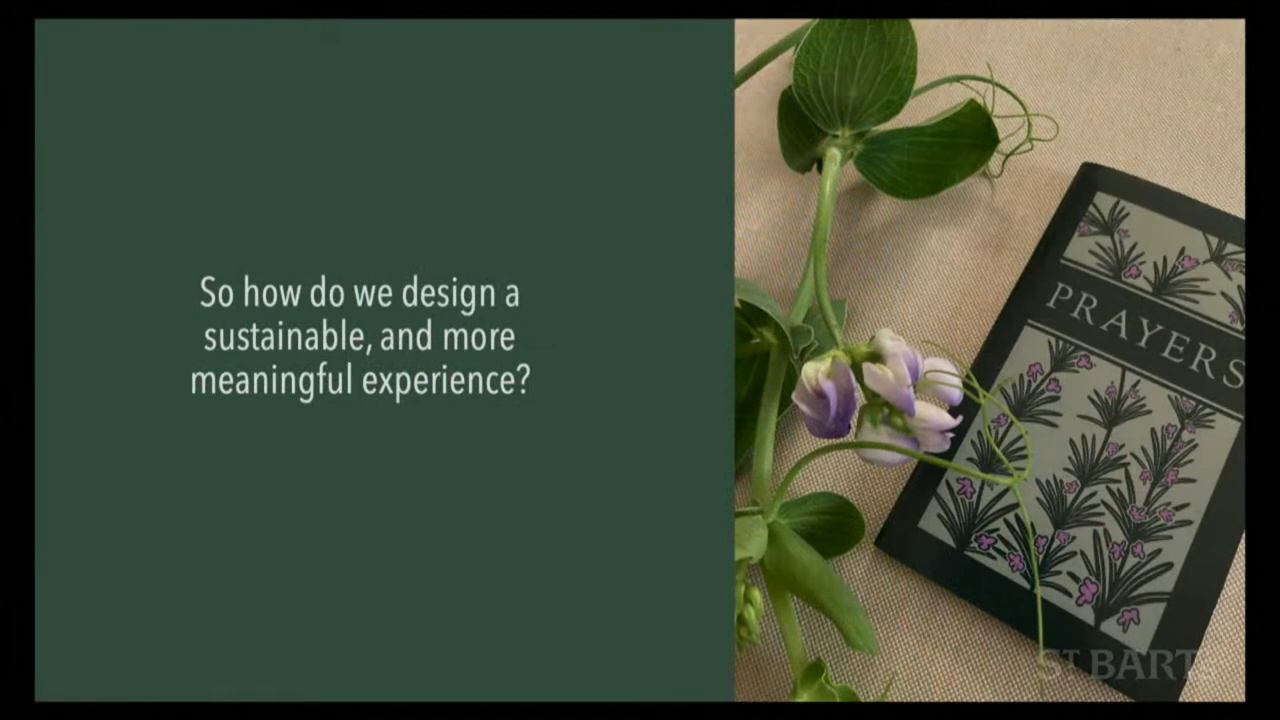 So how do we design a
sustainable, and more
meaningful experience?
PRAYERS
ST BARTS